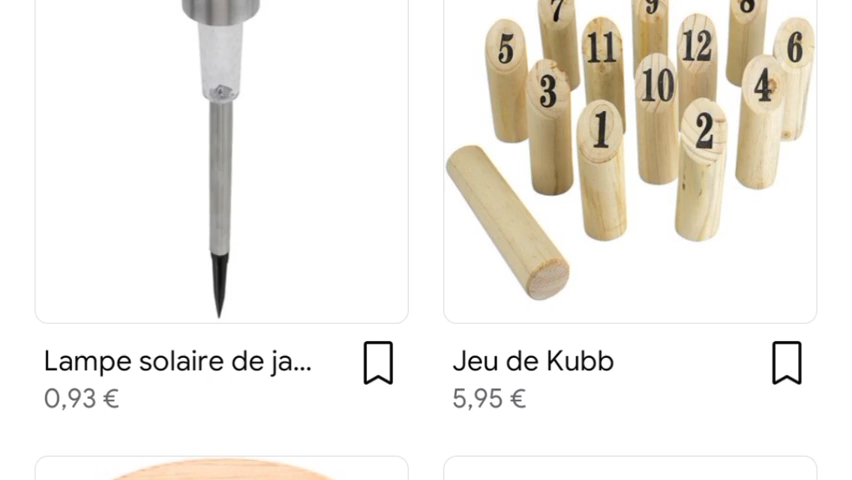 7 9 8
5 11 12 6
3 10 4
1 2
Lampe solaire de ja...
0,93 €
Jeu de Kubb
5,95 €